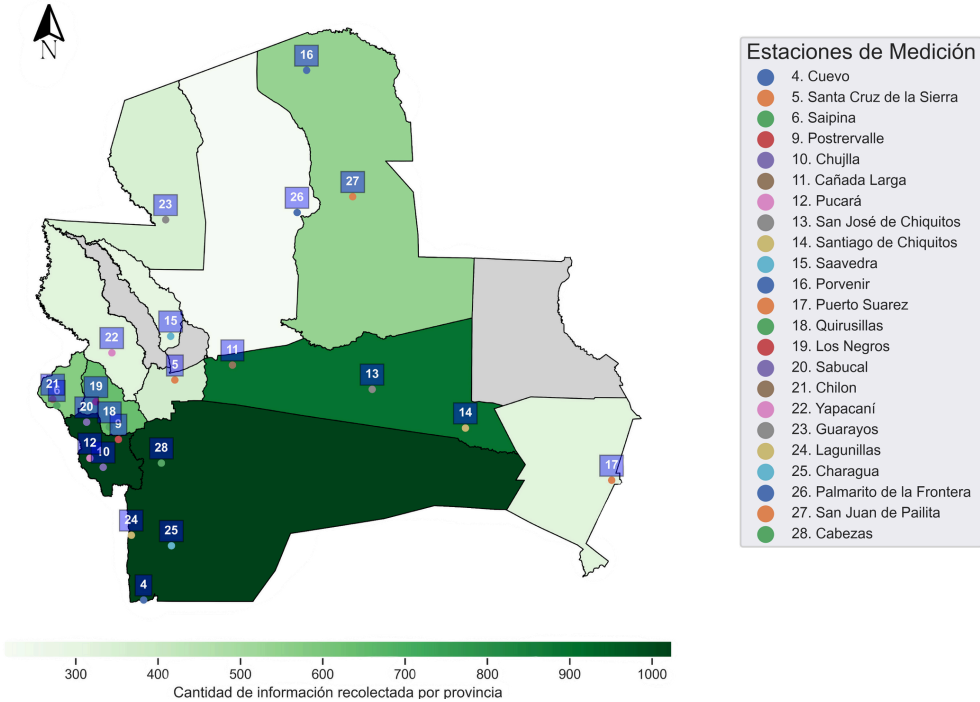 N
16
27
26
23
15
22
11
5
13
21
6
19
20
18
9
14
12
10
28
17
24
25
4
300 400 500 600 700 800 900 1000
Cantidad de información recolectada por provincia
Estaciones de Medición
4. Cuevo
5. Santa Cruz de la Sierra
6. Saipina
9. Postrervalle
10. Chujlla
11. Cañada Larga
12. Pucará
13. San José de Chiquitos
14. Santiago de Chiquitos
15. Saavedra
16. Porvenir
17. Puerto Suarez
18. Quirusillas
19. Los Negros
20. Sabucal
21. Chilon
22. Yapacaní
23. Guarayos
24. Lagunillas
25. Charagua
26. Palmarito de la Frontera
27. San Juan de Pailita
28. Cabezas